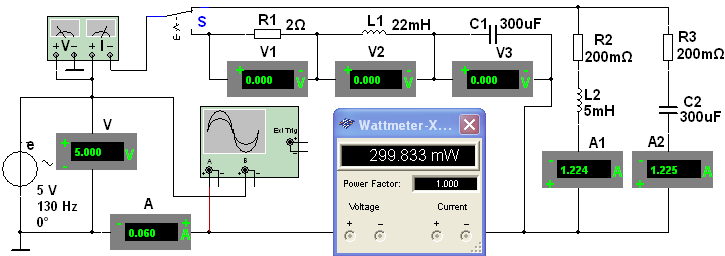 V I
+ - + -
S
R1 2Ω
L1 22mH
C1 300uF
V1 V2 V3
0.000 V
0.000 V
0.000 V
R2
200mΩ
R3
200mΩ
L2
5mH
C2
300uF
e
5 V
130 Hz
0°
V
5.000 V
A
0.060 A
Ext Trig
A B
Wattmeter-X...
299.833 mW
Power Factor: 1.000
Voltage Current
+ - + -
A1
1.224 A
A2
1.225 A